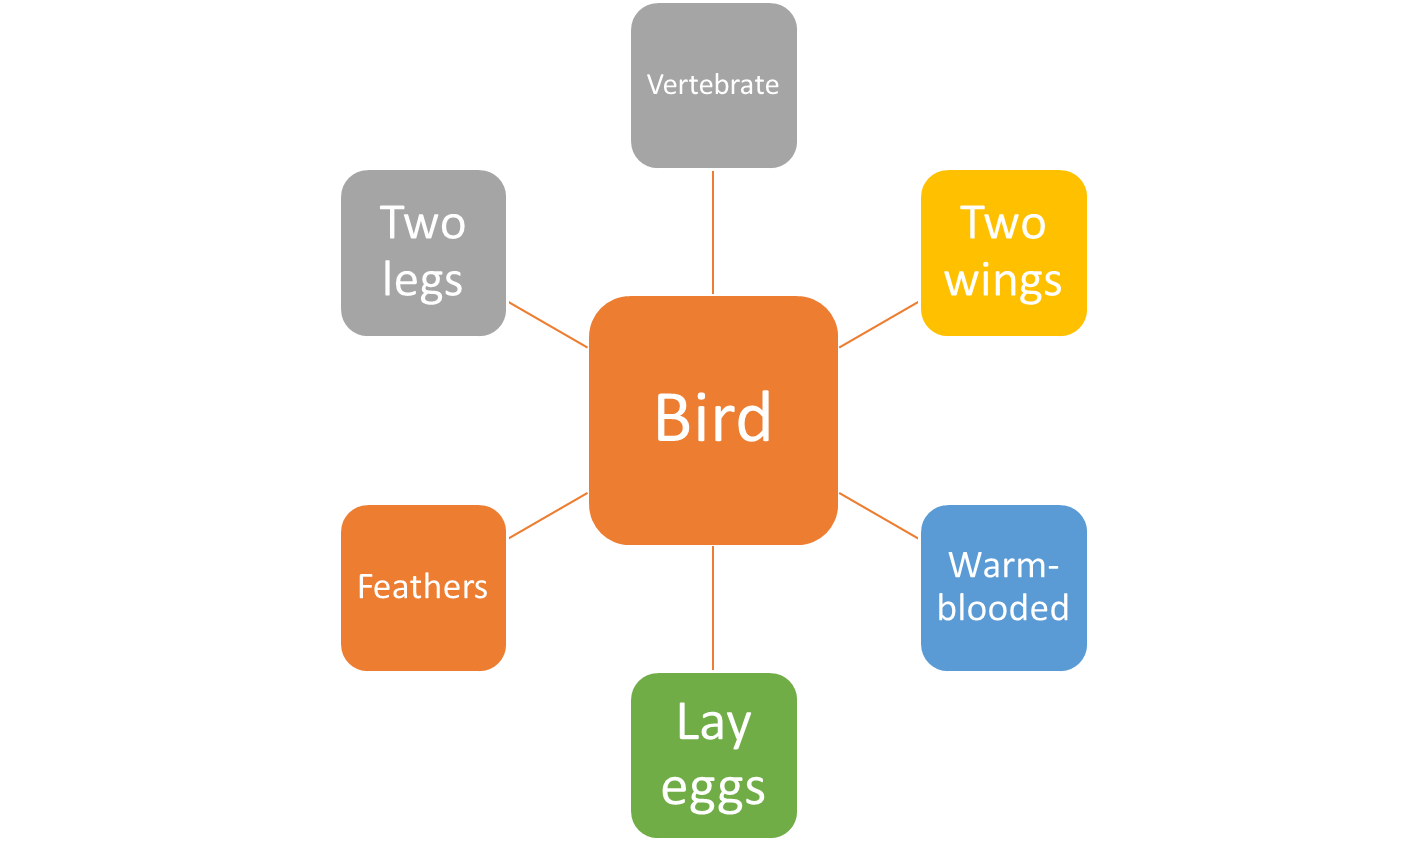 Vertebrate
Two
legs
Two
wings
Bird
Feathers
Warm-
blooded
Lay
eggs